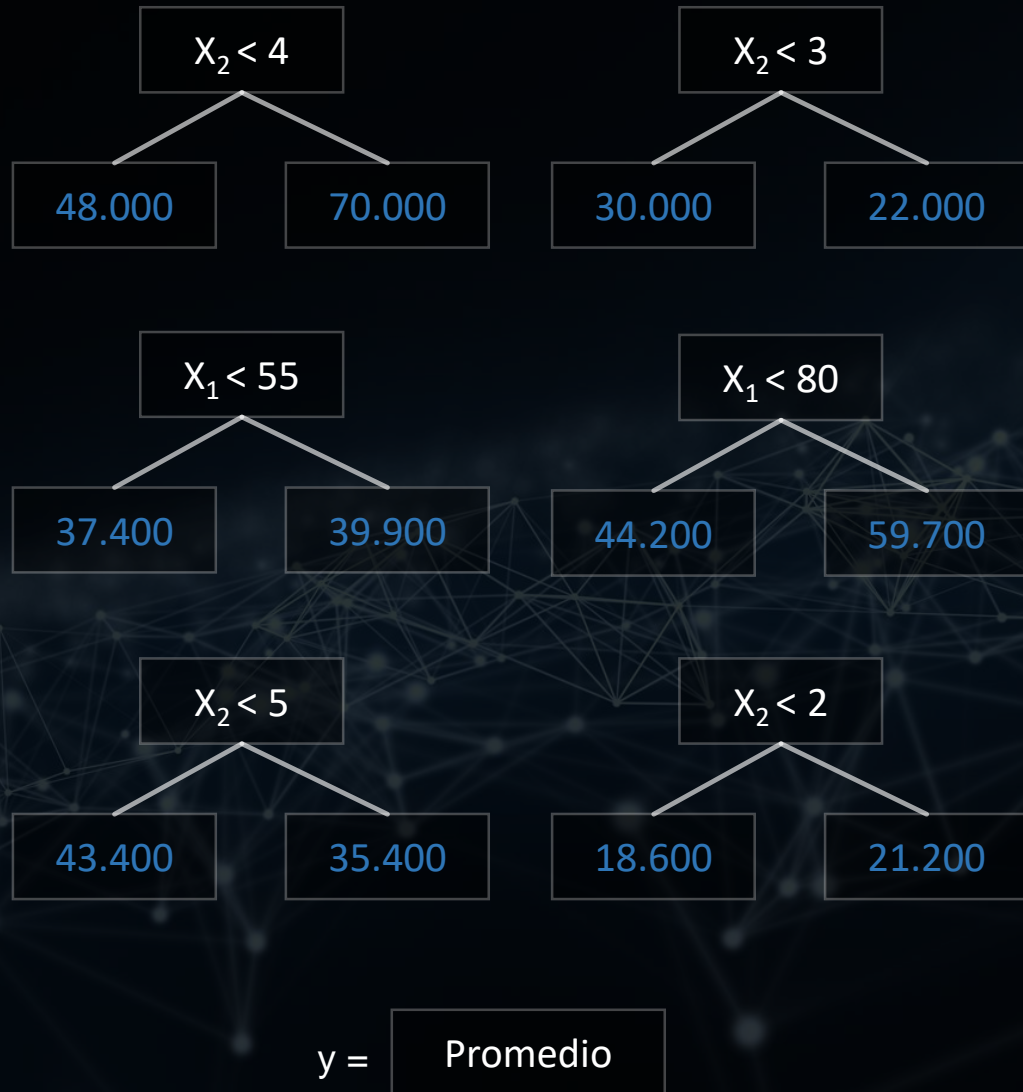 X₂ < 4
X₂ < 3
48.000
70.000
30.000
22.000
X₁ < 55
X₁ < 80
37.400
39.900
44.200
59.700
X₂ < 5
X₂ < 2
43.400
35.400
18.600
21.200
y = Promedio